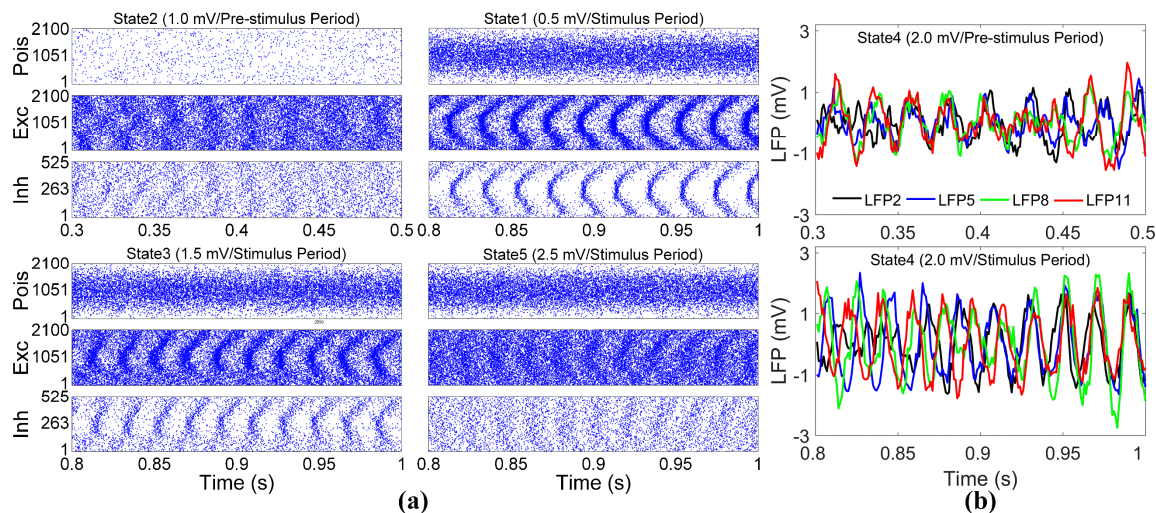 State2 (1.0 mV/Pre-stimulus Period)
Pois
2100
1051
1
Exc
2100
1051
1
Inh
525
263
1
0.3 0.35 0.4 0.45 0.5
State1 (0.5 mV/Stimulus Period)
0.8 0.85 0.9 0.95 1
State3 (1.5 mV/Stimulus Period)
Pois
2100
1051
1
Exc
2100
1051
1
Inh
525
263
1
0.8 0.85 0.9 0.95 1
Time (s)
State5 (2.5 mV/Stimulus Period)
0.8 0.85 0.9 0.95 1
Time (s)
(a)
State4 (2.0 mV/Pre-stimulus Period)
LFP (mV)
3
1
-1
-3
LFP2 LFP5 LFP8 LFP11
0.3 0.35 0.4 0.45 0.5
State4 (2.0 mV/Stimulus Period)
LFP (mV)
3
1
-1
-3
0.8 0.85 0.9 0.95 1
Time (s)
(b)